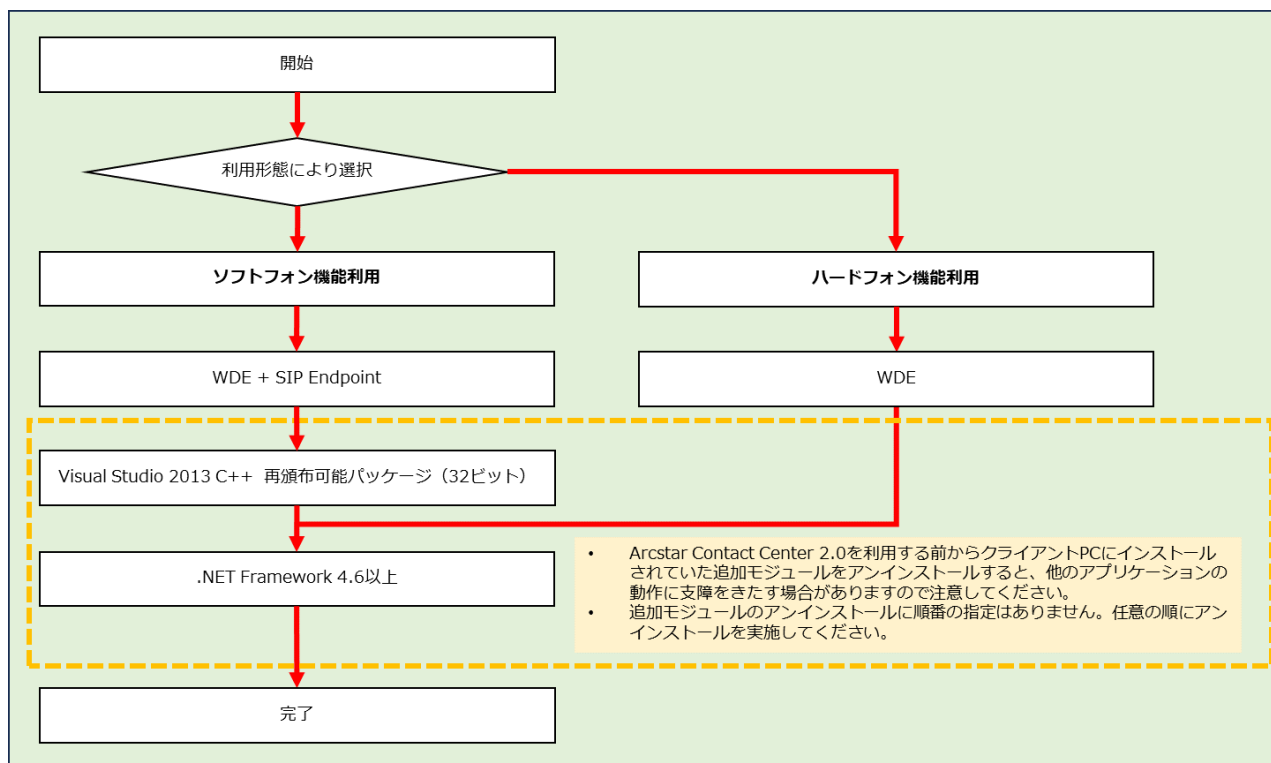 開始
利用形態により選択
ソフトフォン機能利用
ハードフォン機能利用
WDE + SIP Endpoint
WDE
Visual Studio 2013 C++ 再頒布可能パッケージ（32ビット）
.NET Framework 4.6以上
• Arcstar Contact Center 2.0を利用する前からクライアントPCにインストール
されていた追加モジュールをアンインストールすると、他のアプリケーションの
動作に支障をきたす場合がありますので注意してください。
• 追加モジュールのアンインストールに順番の指定はありません。任意の順にアン
インストールを実施してください。
完了